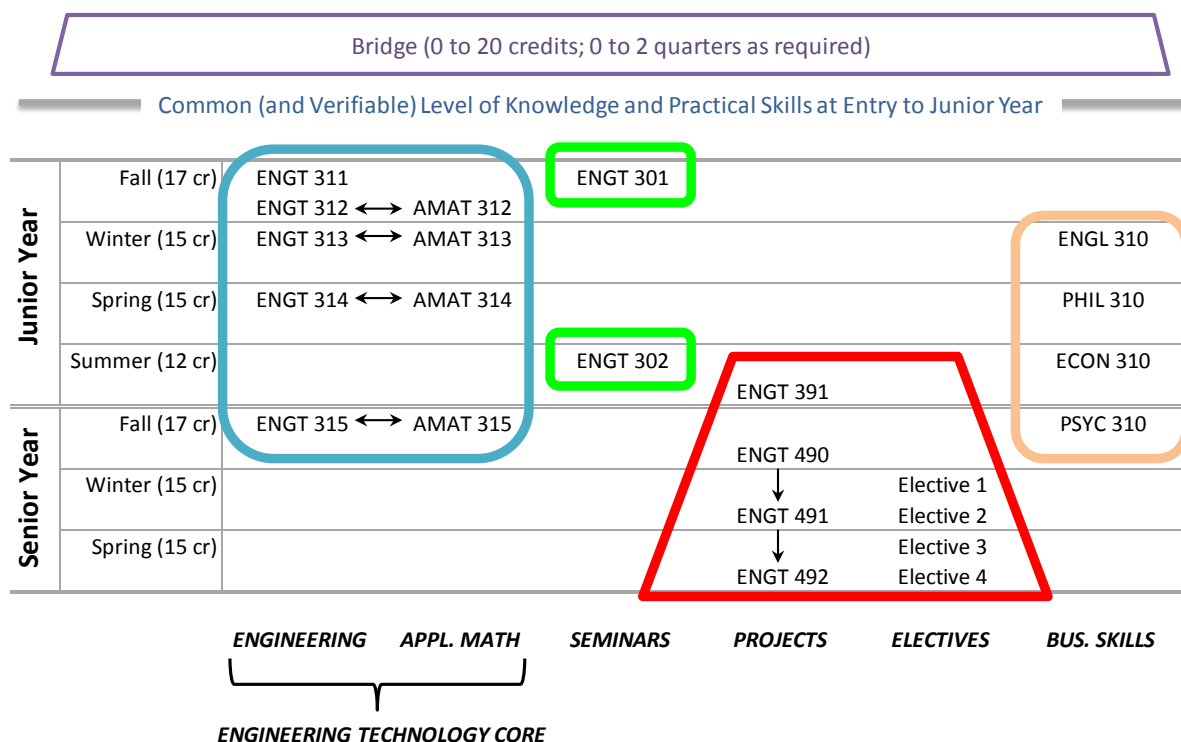 Bridge (0 to 20 credits; 0 to 2 quarters as required)
Common (and Verifiable) Level of Knowledge and Practical Skills at Entry to Junior Year
Junior Year
Fall (17 cr) ENGT 311 ENGT 301
ENGT 312 AMAT 312
Winter (15 cr) ENGT 313 AMAT 313 ENGL 310
Spring (15 cr) ENGT 314 AMAT 314 PHIL 310
Summer (12 cr) ENGT 302 ECON 310
ENGT 391
Senior Year
Fall (17 cr) ENGT 315 AMAT 315 PSYC 310
ENGT 490
Winter (15 cr) Elective 1
ENGT 491 Elective 2
Spring (15 cr) Elective 3
ENGT 492 Elective 4
ENGINEERING APPL. MATH SEMINARS PROJECTS ELECTIVES BUS. SKILLS
ENGINEERING TECHNOLOGY CORE